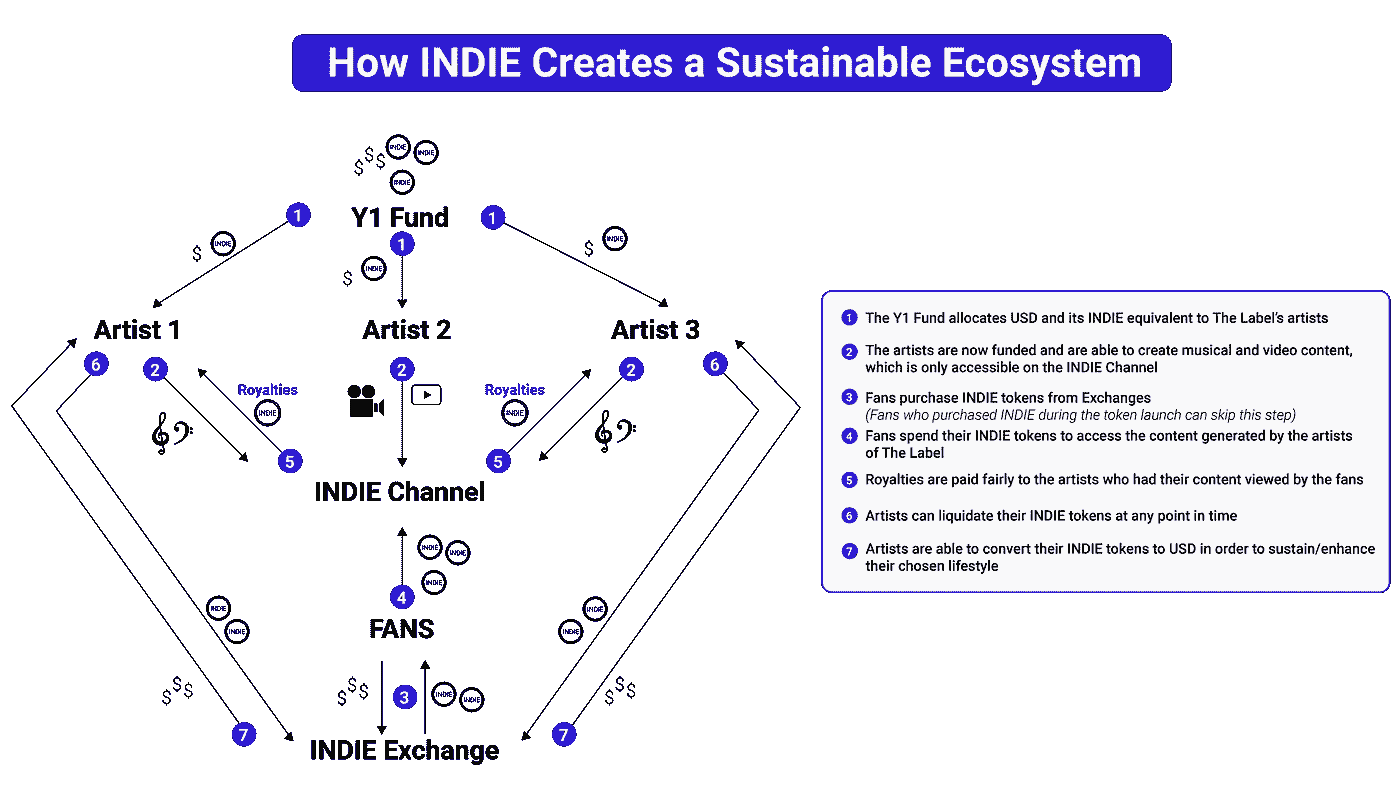 How INDIE Creates a Sustainable Ecosystem
$ $ $ INDIE INDIE
INDIE
1 Y1 Fund 1
1
$ INDIE
$ INDIE
$ INDIE
Artist 1 Artist 2 Artist 3
6 2 2 2 6
Royalties Royalties
INDIE INDIE
5 5
INDIE Channel
INDIE INDIE
INDIE
4
FANS
INDIE INDIE
INDIE INDIE
$ $ $ $ $ $ 3 INDIE INDIE $ $ $
7 7
INDIE Exchange
1 The Y1 Fund allocates USD and its INDIE equivalent to The Label's artists
2 The artists are now funded and are able to create musical and video content,
which is only accessible on the INDIE Channel
3 Fans purchase INDIE tokens from Exchanges
(Fans who purchased INDIE during the token launch can skip this step)
4 Fans spend their INDIE tokens to access the content generated by the artists
of The Label
5 Royalties are paid fairly to the artists who had their content viewed by the fans
6 Artists can liquidate their INDIE tokens at any point in time
7 Artists are able to convert their INDIE tokens to USD in order to sustain/enhance
their chosen lifestyle